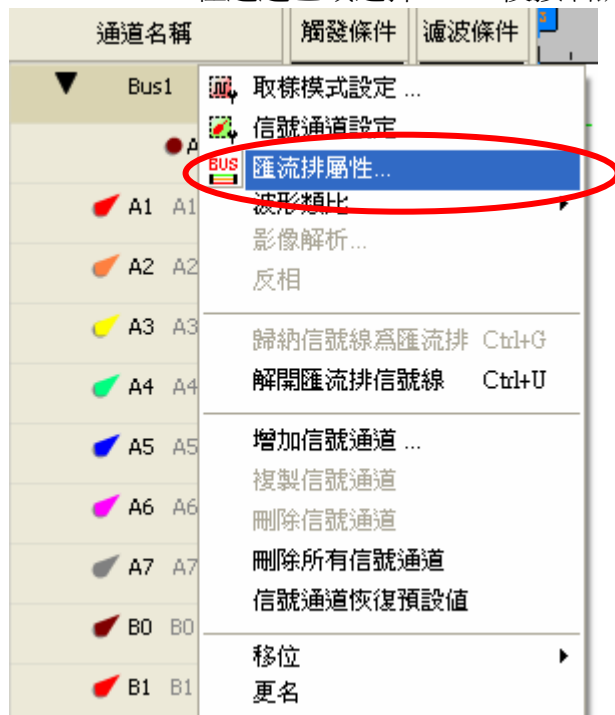 通道名稱 觸發條件 濾波條件
Bus1
取樣模式設定 ...
A
信號通道設定
BUS 匯流排屬性...
A1 A1
波形類比
影像解析...
A2 A2
反相
A3 A3
歸納信號線爲匯流排 Ctrl+G
A4 A4
解開匯流排信號線 Ctrl+U
A5 A5
增加信號通道 ...
複製信號通道
A6 A6
刪除信號通道
A7 A7
刪除所有信號通道
信號通道恢復預設值
B0 B0
移位
B1 B1
更名